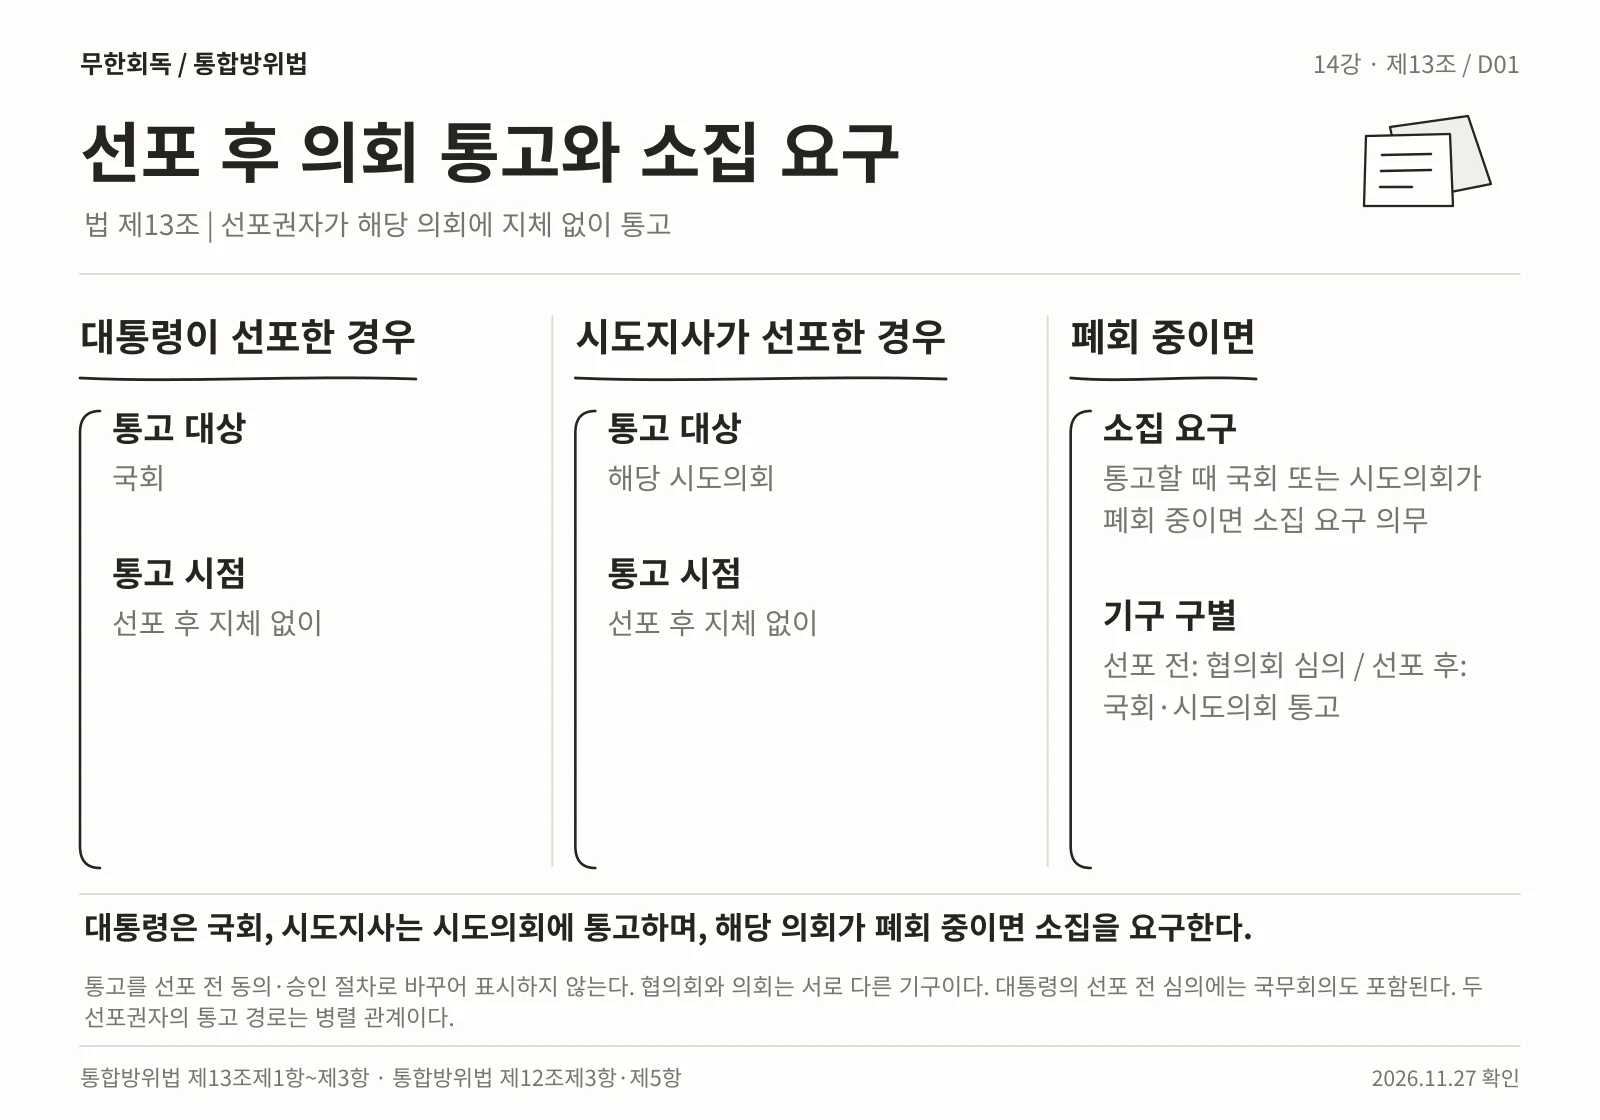 무한회독 / 통합방위법
14강 · 제13조 / D01
선포 후 의회 통고와 소집 요구
법 제13조 | 선포권자가 해당 의회에 지체 없이 통고
대통령이 선포한 경우
통고 대상
국회
통고 시점
선포 후 지체 없이
시도지사가 선포한 경우
통고 대상
해당 시도의회
통고 시점
선포 후 지체 없이
폐회 중이면
소집 요구
통고할 때 국회 또는 시도의회가
폐회 중이면 소집 요구 의무
기구 구별
선포 전: 협의회 심의 / 선포 후:
국회·시도의회 통고
대통령은 국회, 시도지사는 시도의회에 통고하며, 해당 의회가 폐회 중이면 소집을 요구한다.
통고를 선포 전 동의·승인 절차로 바꾸어 표시하지 않는다. 협의회와 의회는 서로 다른 기구이다. 대통령의 선포 전 심의에는 국무회의도 포함된다. 두
선포권자의 통고 경로는 병렬 관계이다.
통합방위법 제13조제1항~제3항 · 통합방위법 제12조제3항·제5항
2026.11.27 확인